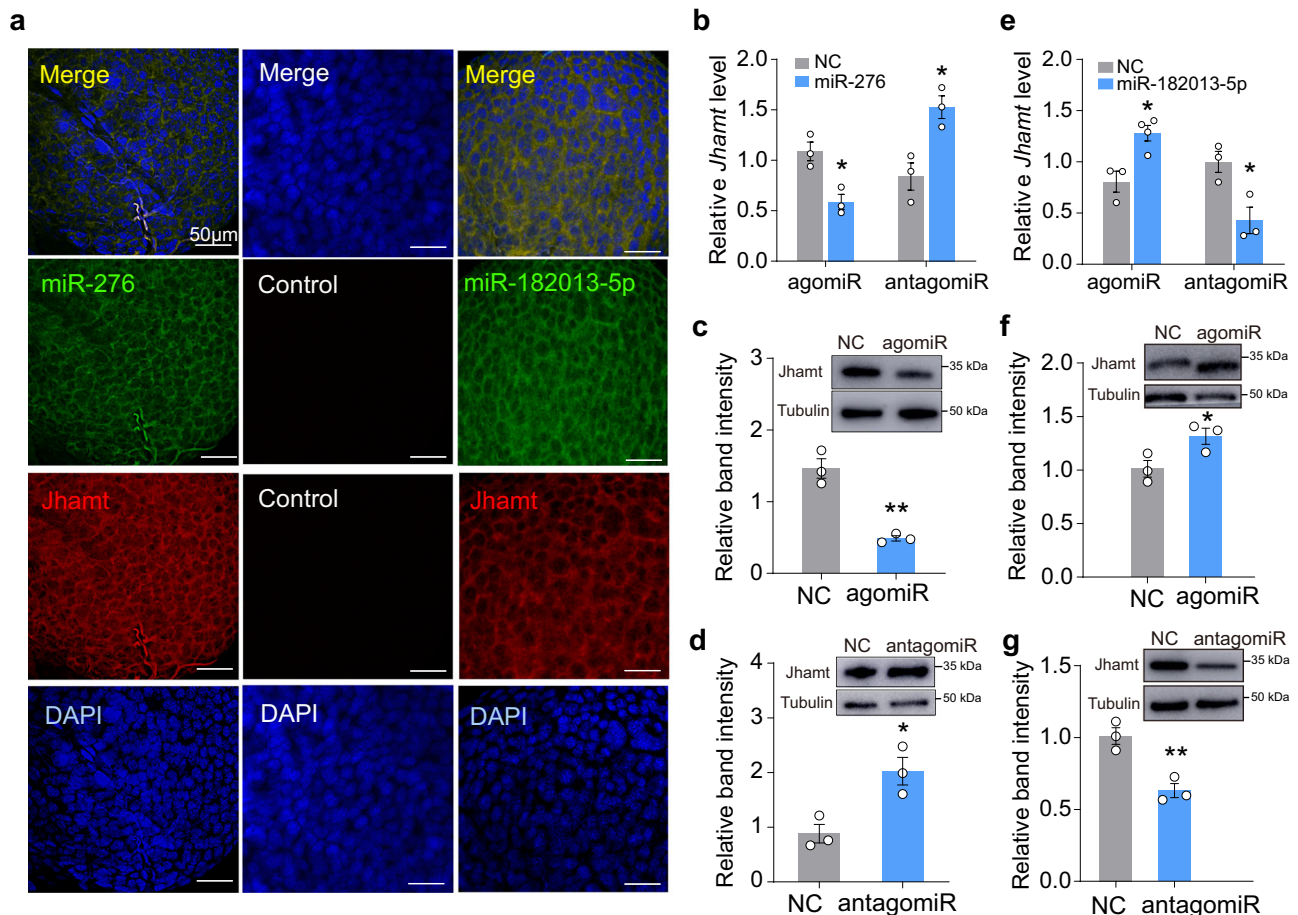 a
Merge
50μm
Merge
Merge
miR-276
Control
miR-182013-5p
Jhamt
Control
Jhamt
DAPI
DAPI
DAPI
b
Relative Jhamt level
2.0
1.5
1.0
0.5
0.0
NC
miR-276
*
*
agomiR
antagomiR
c
Relative band intensity
3
2
1
0
NC
agomiR
Jhamt
35 kDa
Tubulin
50 kDa
**
NC
agomiR
d
Relative band intensity
4
3
2
1
0
NC
antagomiR
Jhamt
35 kDa
Tubulin
50 kDa
*
NC
antagomiR
e
Relative Jhamt level
2.0
1.5
1.0
0.5
0.0
NC
miR-182013-5p
*
*
agomiR
antagomiR
f
Relative band intensity
2.0
1.5
1.0
0.5
0.0
NC
agomiR
Jhamt
35 kDa
Tubulin
50 kDa
*
NC
agomiR
g
Relative band intensity
1.5
1.0
0.5
0.0
NC
antagomiR
Jhamt
35 kDa
Tubulin
50 kDa
**
NC
antagomiR